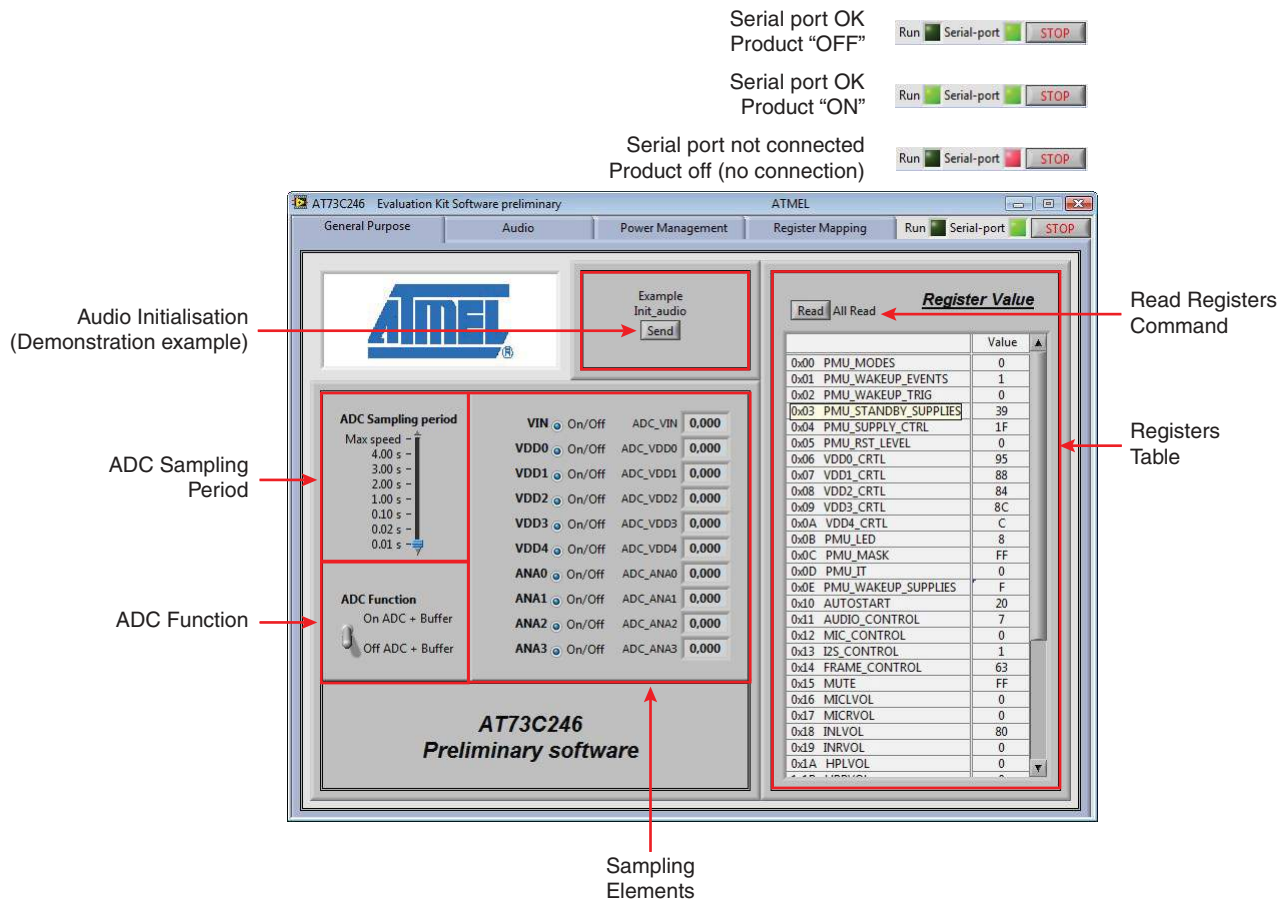 Serial port OK
Product “OFF”
Run Serial-port STOP
Serial port OK
Product “ON”
Run Serial-port STOP
Serial port not connected
Product off (no connection)
Run Serial-port STOP
AT73C246 Evaluation Kit Software preliminary ATMEL
General Purpose Audio Power Management Register Mapping Run Serial-port STOP
Audio Initialisation
(Demonstration example)
ATMEL ®
Example
Init_audio
Send
Read All Read Register Value
Read Registers
Command
Value
0x00 PMU_MODES 0
0x01 PMU_WAKEUP_EVENTS 1
0x02 PMU_WAKEUP_TRIG 0
0x03 PMU_STANDBY_SUPPLIES 39
0x04 PMU_SUPPLY_CTRL 1F
0x05 PMU_RST_LEVEL 0
0x06 VDD0_CRTL 95
0x07 VDD1_CRTL 88
0x08 VDD2_CRTL 84
0x09 VDD3_CRTL 8C
0x0A VDD4_CRTL C
0x0B PMU_LED 8
0x0C PMU_MASK FF
0x0D PMU_IT 0
0x0E PMU_WAKEUP_SUPPLIES F
0x10 AUTOSTART 20
0x11 AUDIO_CONTROL 7
0x12 MIC_CONTROL 0
0x13 I2S_CONTROL 1
0x14 FRAME_CONTROL 63
0x15 MUTE FF
0x16 MICLVOL 0
0x17 MICRVOL 0
0x18 INLVOL 80
0x19 INRVOL 0
0x1A HPLVOL 0
Registers
Table
ADC Sampling
Period
ADC Sampling period
Max speed
4.00 s
3.00 s
2.00 s
1.00 s
0.10 s
0.02 s
0.01 s
VIN On/Off ADC_VIN 0,000
VDD0 On/Off ADC_VDD0 0,000
VDD1 On/Off ADC_VDD1 0,000
VDD2 On/Off ADC_VDD2 0,000
VDD3 On/Off ADC_VDD3 0,000
VDD4 On/Off ADC_VDD4 0,000
ANA0 On/Off ADC_ANA0 0,000
ANA1 On/Off ADC_ANA1 0,000
ANA2 On/Off ADC_ANA2 0,000
ANA3 On/Off ADC_ANA3 0,000
ADC Function
ADC Function
On ADC + Buffer
Off ADC + Buffer
AT73C246
Preliminary software
Sampling
Elements